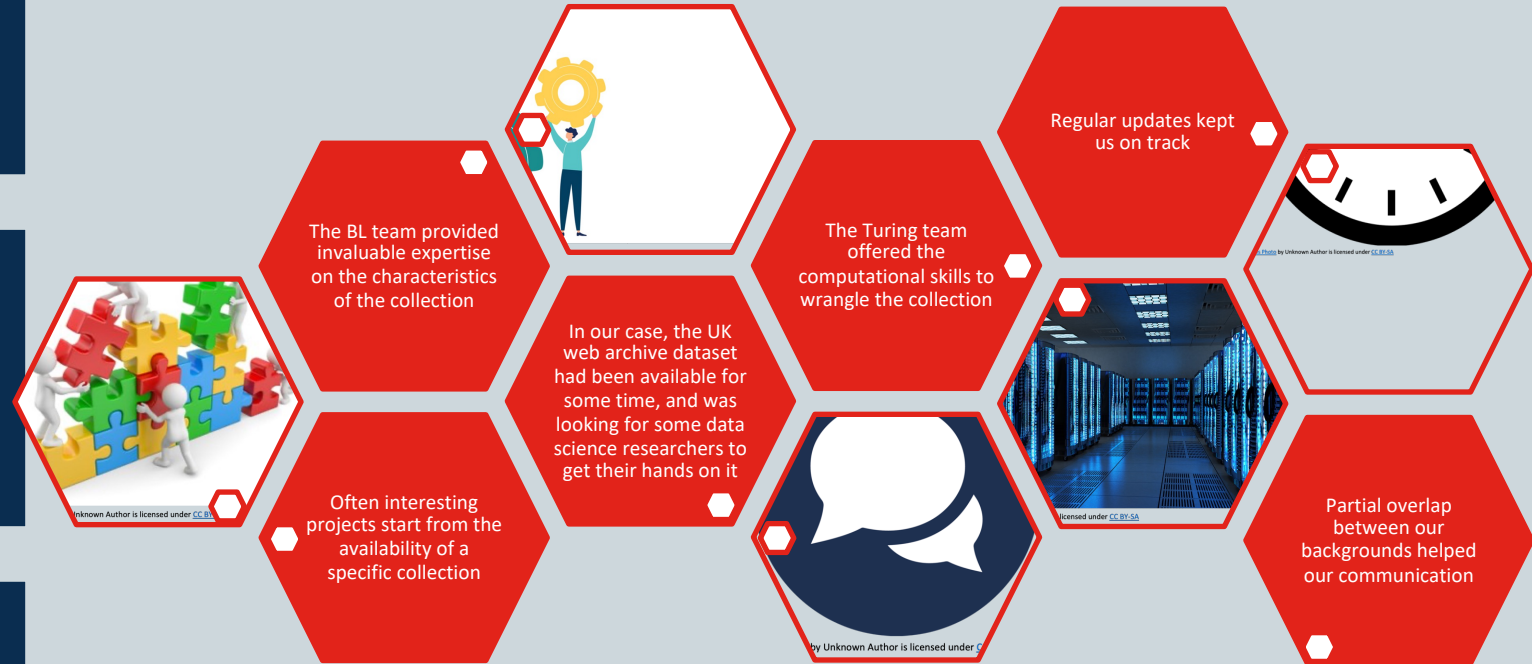 The BL team provided
invaluable expertise
on the characteristics
of the collection
Often interesting
projects start from the
availability of a
specific collection
In our case, the UK
web archive dataset
had been available for
some time, and was
looking for some data
science researchers to
get their hands on it
The Turing team
offered the
computational skills to
wrangle the collection
Regular updates kept
us on track
Partial overlap
between our
backgrounds helped
our communication
Unknown Author is licensed under CC BY
by Unknown Author is licensed under
licensed under CC BY-SA
Photo by Unknown Author is licensed under CC BY-SA